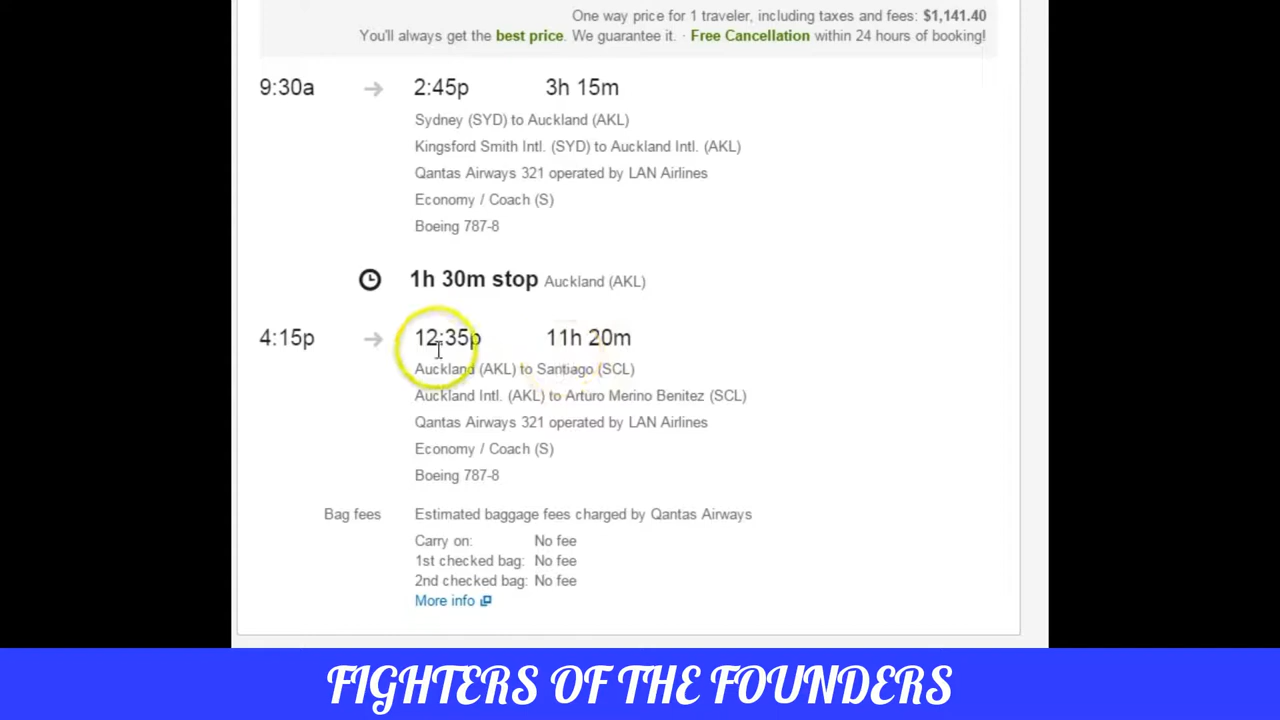 One way price for 1 traveler, including taxes and fees: $1,141.40
You'll always get the best price. We guarantee it. · Free Cancellation within 24 hours of booking!
9:30a → 2:45p 3h 15m
Sydney (SYD) to Auckland (AKL)
Kingsford Smith Intl. (SYD) to Auckland Intl. (AKL)
Qantas Airways 321 operated by LAN Airlines
Economy / Coach (S)
Boeing 787-8
1h 30m stop Auckland (AKL)
4:15p → 12:35p 11h 20m
Auckland (AKL) to Santiago (SCL)
Auckland Intl. (AKL) to Arturo Merino Benitez (SCL)
Qantas Airways 321 operated by LAN Airlines
Economy / Coach (S)
Boeing 787-8
Bag fees Estimated baggage fees charged by Qantas Airways
Carry on: No fee
1st checked bag: No fee
2nd checked bag: No fee
More info
FIGHTERS OF THE FOUNDERS